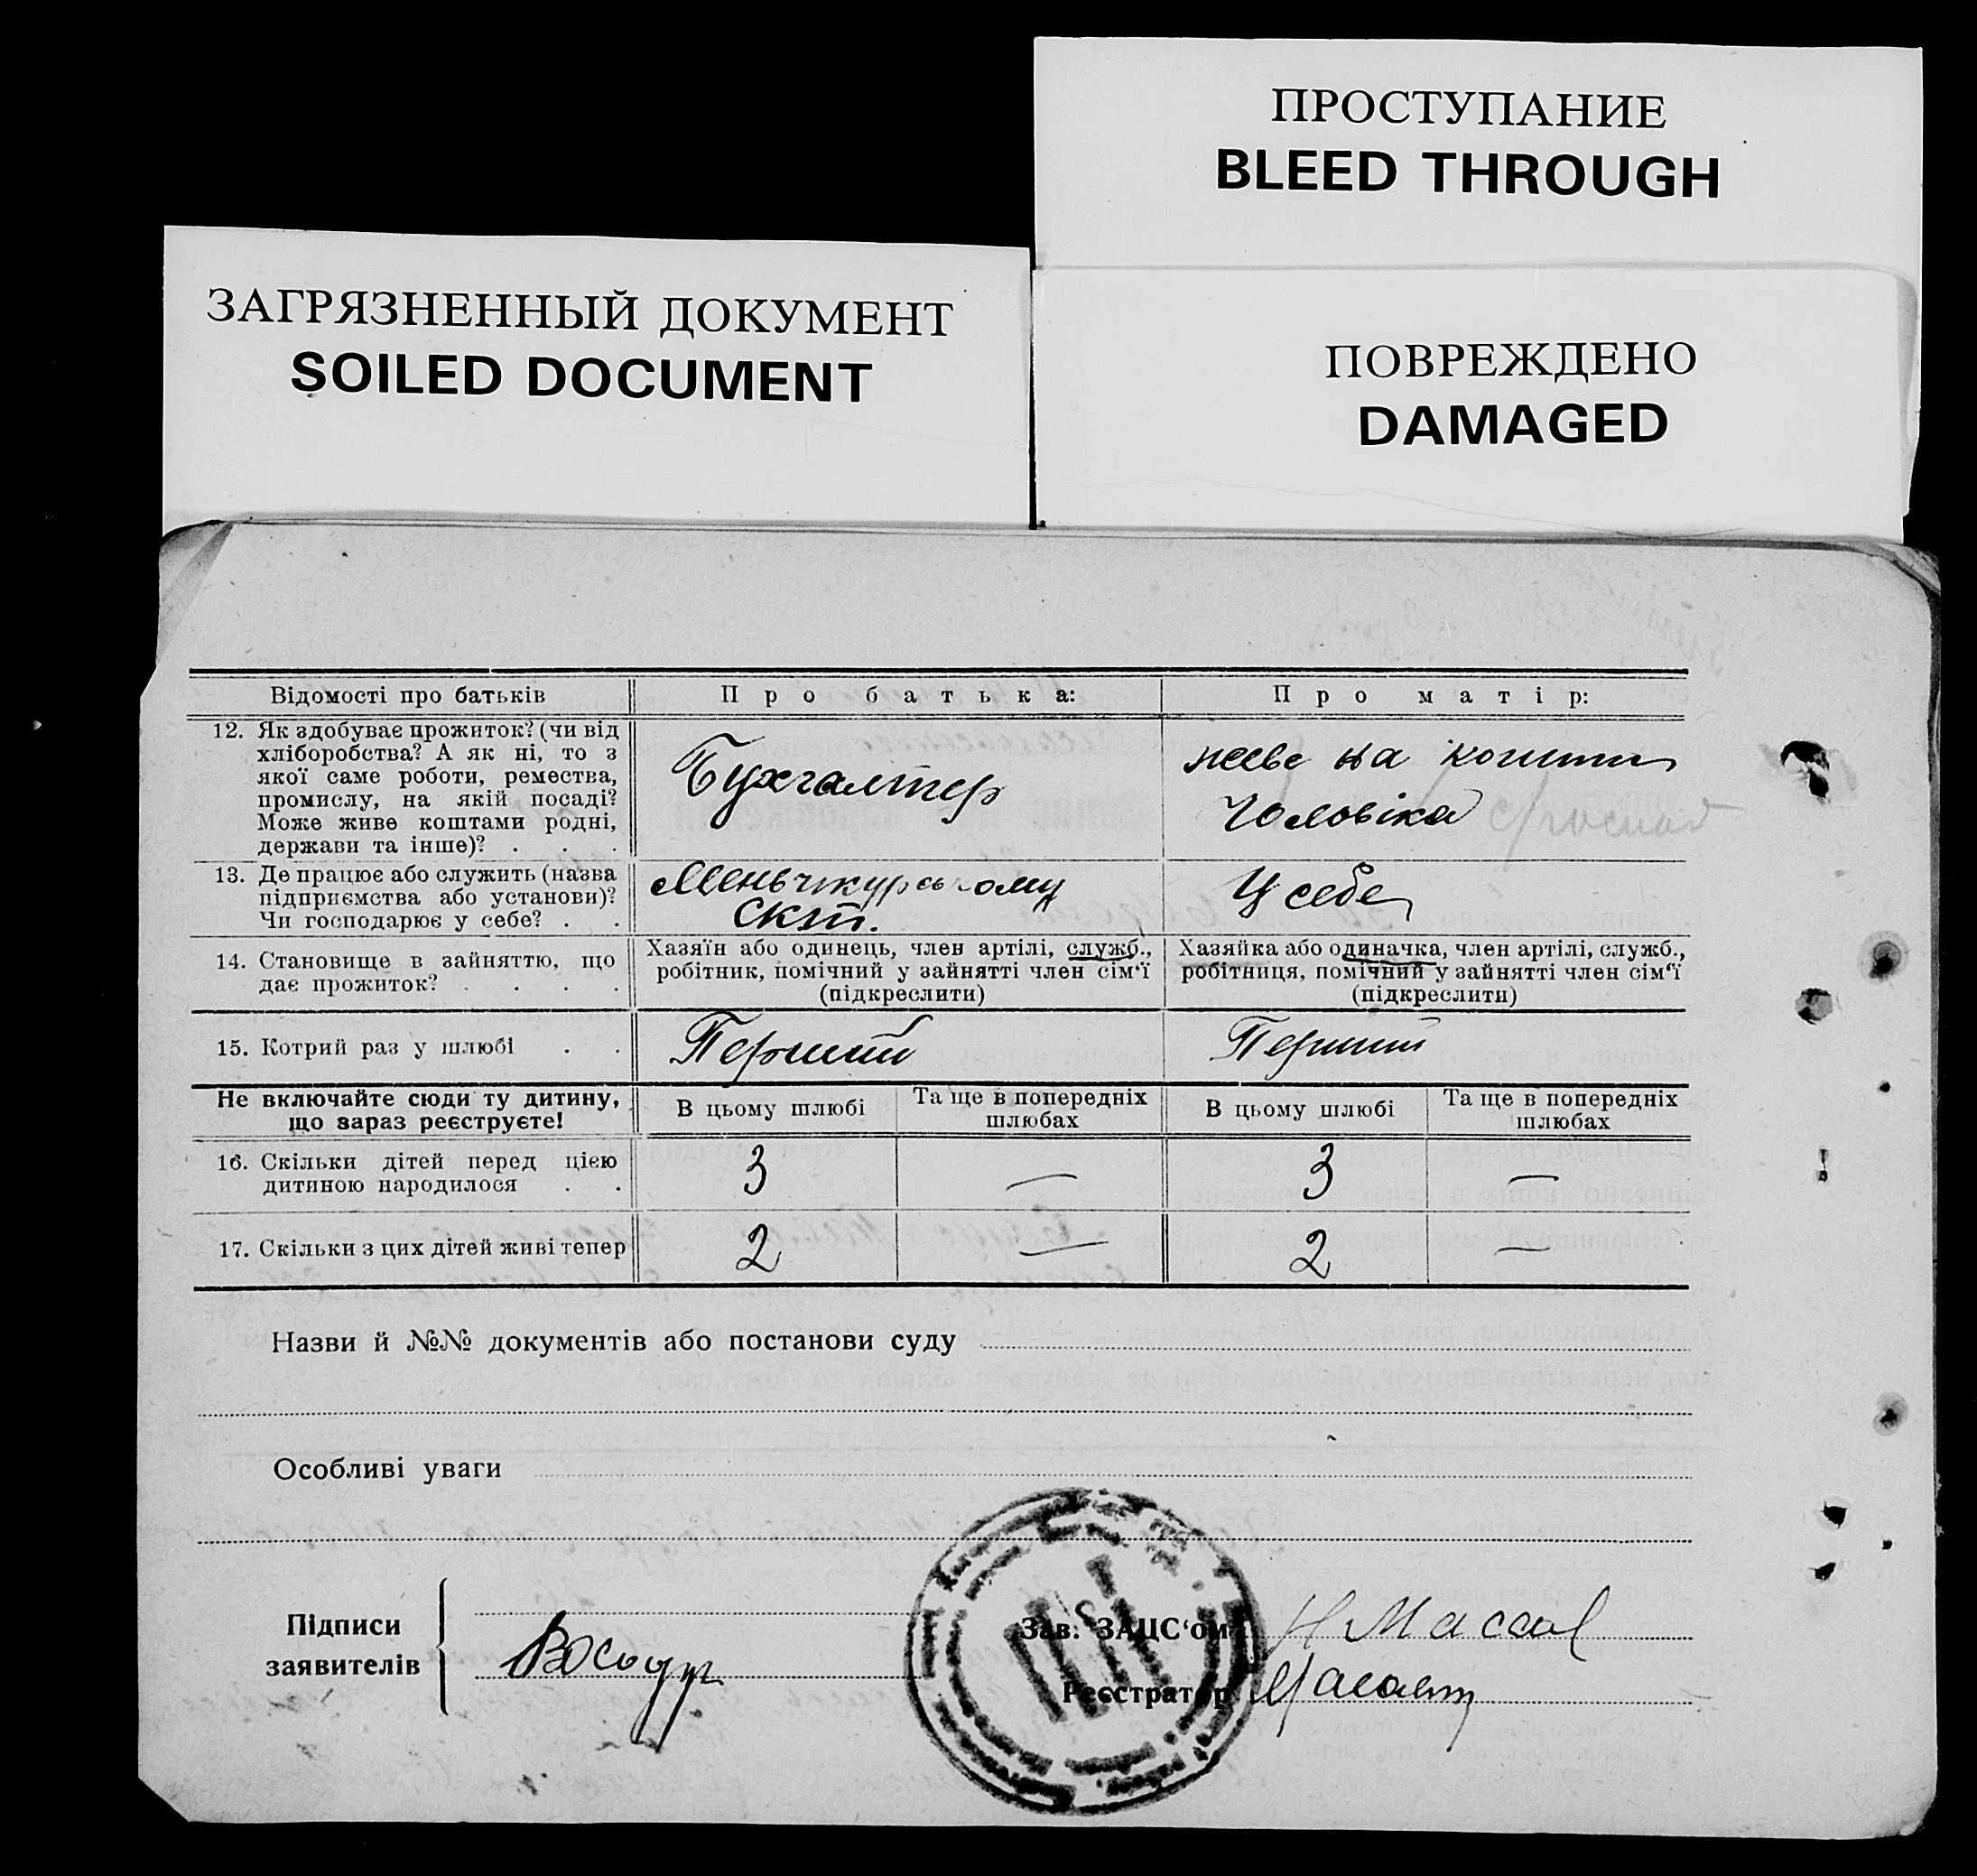 ПРОСТУПАНИЕ
BLEED THROUGH
ЗАГРЯЗНЕННЫЙ ДОКУМЕНТ
SOILED DOCUMENT
ПОВРЕЖДЕНО
DAMAGED
Відомості про батьків
Про батька:
Про матір:
12. Як здобуває прожиток? (чи від
хліборобства? А як ні, то з
якої саме роботи, ремества,
промислу, на якій посаді?
Може живе коштами родні,
держави та інше)? . . .
Бухгалтер
живе на кошти
Чоловіка
13. Де працює або служить (назва
підприємства або установи)?
Чи господарює у себе? . .
У себе
14. Становище в зайняттю, що
дає прожиток? . . . .
Хазяїн або одинець, член артілі, служб.,
робітник, помічний у зайнятті член сім'ї
(підкреслити)
Хазяйка або одиначка, член артілі, служб.,
робітниця, помічний у зайнятті член сім'ї
(підкреслити)
15. Котрий раз у шлюбі . .
Перший
Перший
Не включайте сюди ту дитину,
що зараз реєструєте!
В цьому шлюбі
Та ще в попередніх
шлюбах
В цьому шлюбі
Та ще в попередніх
шлюбах
16. Скільки дітей перед цією
дитиною народилося . .
3
—
3
—
17. Скільки з цих дітей живі тепер
2
—
2
—
Назви й №№ документів або постанови суду
Особливі уваги
Підписи
заявителів
Зав. ЗАЦС'ом
Реєстратор